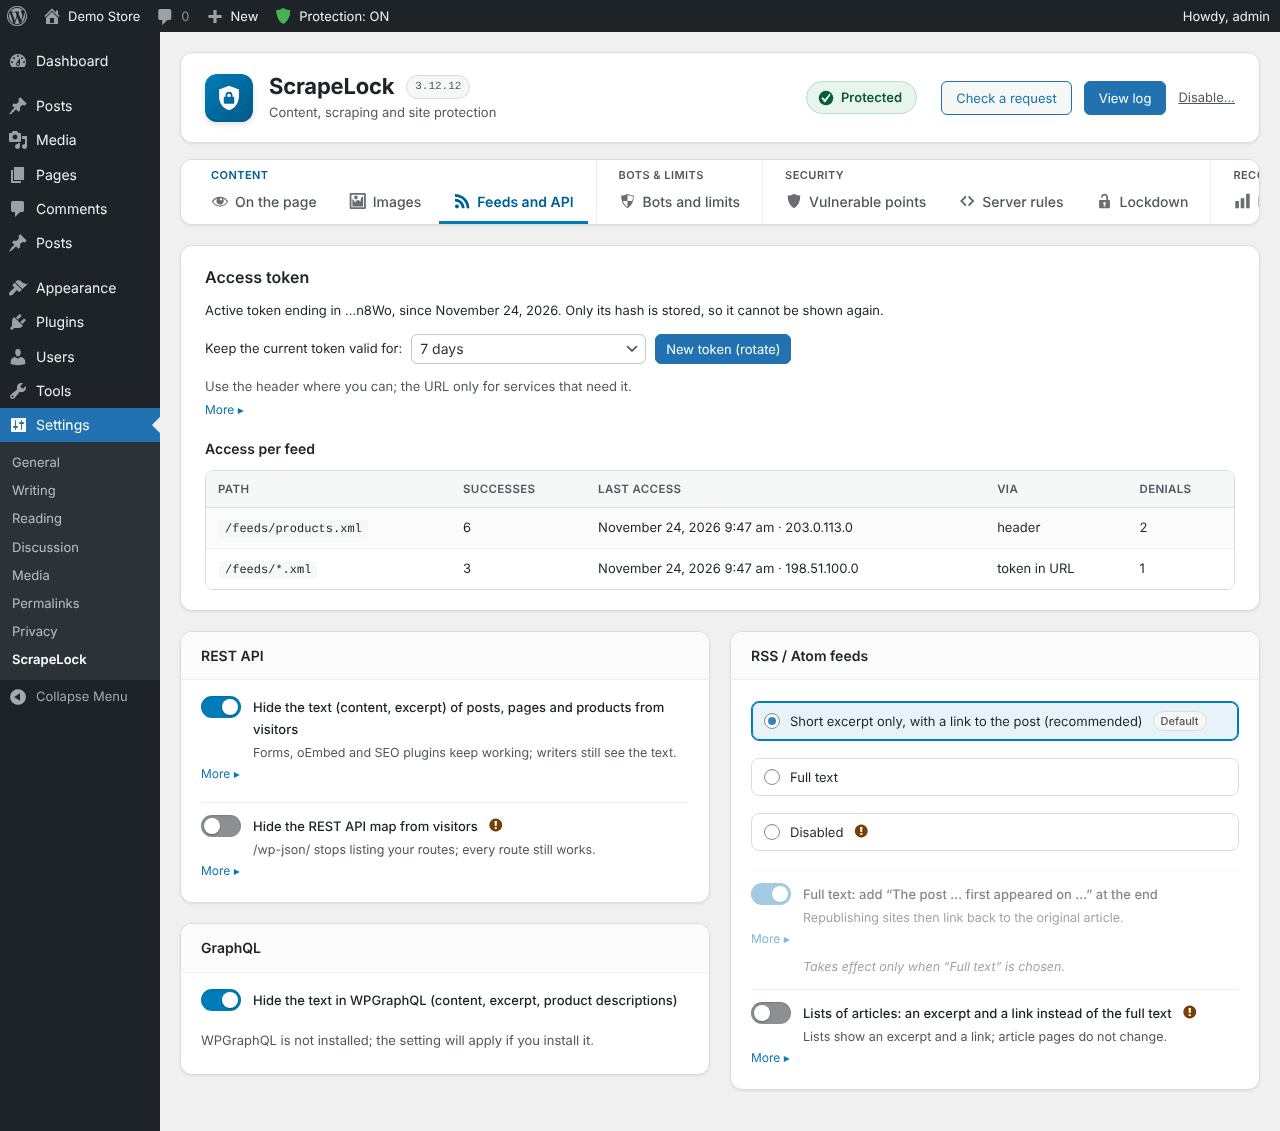 Demo Store
0
New
Protection: ON
Howdy, admin
Dashboard
Posts
Media
Pages
Comments
Posts
Appearance
Plugins
Users
Tools
Settings
General
Writing
Reading
Discussion
Media
Permalinks
Privacy
ScrapeLock
Collapse Menu
ScrapeLock 3.12.12
Content, scraping and site protection
Protected
Check a request
View log
Disable...
CONTENT
On the page
Images
Feeds and API
BOTS & LIMITS
Bots and limits
SECURITY
Vulnerable points
Server rules
Lockdown
Access token
Active token ending in ...n8Wo, since November 24, 2026. Only its hash is stored, so it cannot be shown again.
Keep the current token valid for: 7 days New token (rotate)
Use the header where you can; the URL only for services that need it.
More ▸
Access per feed
PATH SUCCESSES LAST ACCESS VIA DENIALS
/feeds/products.xml 6 November 24, 2026 9:47 am · 203.0.113.0 header 2
/feeds/*.xml 3 November 24, 2026 9:47 am · 198.51.100.0 token in URL 1
REST API
Hide the text (content, excerpt) of posts, pages and products from
visitors
Forms, oEmbed and SEO plugins keep working; writers still see the text.
More ▸
Hide the REST API map from visitors
/wp-json/ stops listing your routes; every route still works.
More ▸
GraphQL
Hide the text in WPGraphQL (content, excerpt, product descriptions)
WPGraphQL is not installed; the setting will apply if you install it.
RSS / Atom feeds
Short excerpt only, with a link to the post (recommended) Default
Full text
Disabled
Full text: add “The post ... first appeared on ...” at the end
Republishing sites then link back to the original article.
More ▸
Takes effect only when “Full text” is chosen.
Lists of articles: an excerpt and a link instead of the full text
Lists show an excerpt and a link; article pages do not change.
More ▸